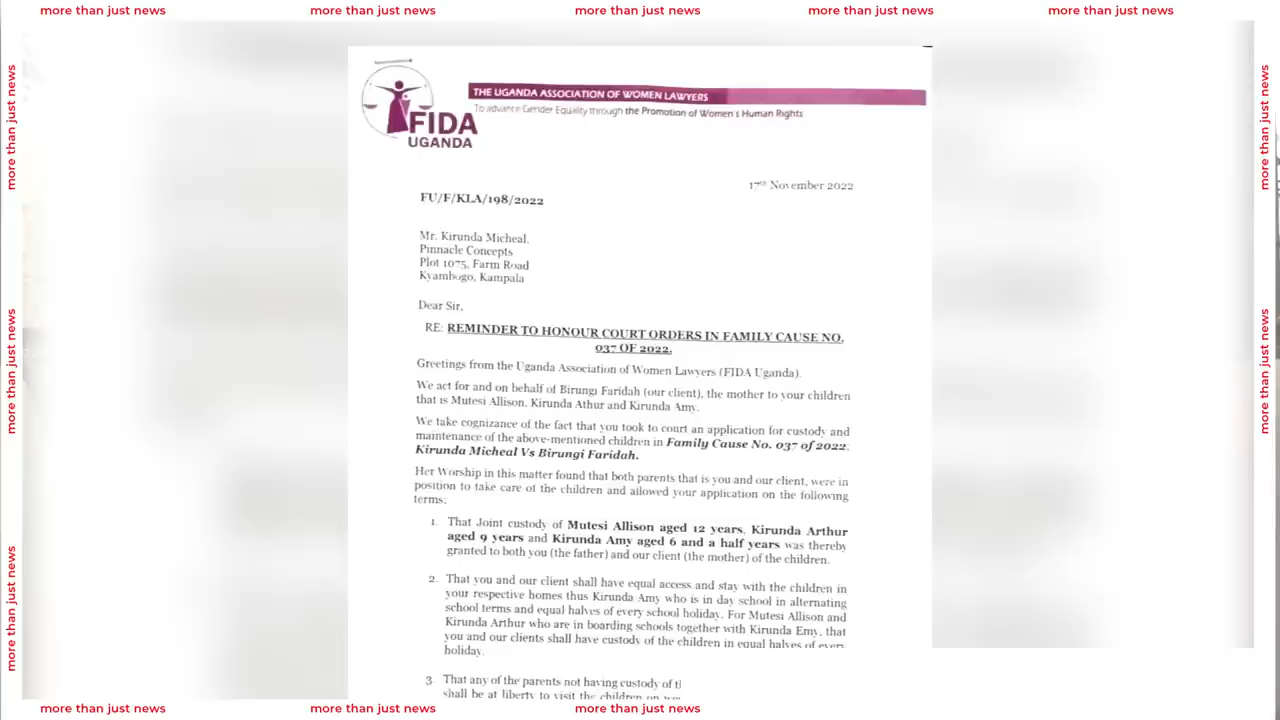 more than just news more than just news more than just news more than just news more than just news
more than just news
more than just news
more than just news
THE UGANDA ASSOCIATION OF WOMEN LAWYERS
To advance Gender Equality through the Promotion of Women's Human Rights
FIDA
UGANDA
17th November 2022
FU/F/KLA/198/2022
Mr. Kirunda Micheal,
Pinnacle Concepts
Plot 1075, Farm Road
Kyambogo, Kampala
Dear Sir,
RE: REMINDER TO HONOUR COURT ORDERS IN FAMILY CAUSE NO.
037 OF 2022.
Greetings from the Uganda Association of Women Lawyers (FIDA Uganda).
We act for and on behalf of Birungi Faridah (our client), the mother to your children
that is Mutesi Allison, Kirunda Athur and Kirunda Amy.
We take cognizance of the fact that you took to court an application for custody and
maintenance of the above-mentioned children in Family Cause No. 037 of 2022:
Kirunda Micheal Vs Birungi Faridah.
Her Worship in this matter found that both parents that is you and our client, were in
position to take care of the children and allowed your application on the following
terms;
1. That Joint custody of Mutesi Allison aged 12 years, Kirunda Arthur
aged 9 years and Kirunda Amy aged 6 and a half years was thereby
granted to both you (the father) and our client (the mother) of the children.
2. That you and our client shall have equal access and stay with the children in
your respective homes thus Kirunda Amy who is in day school in alternating
school terms and equal halves of every school holiday. For Mutesi Allison and
Kirunda Arthur who are in boarding schools together with Kirunda Emy, that
you and our clients shall have custody of the children in equal halves of every
holiday.
3. That any of the parents not having custody of
shall be at liberty to visit the children on
more than just news
more than just news
more than just news
more than just news more than just news more than just news